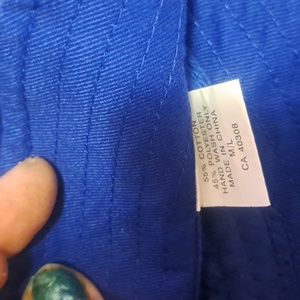 55% COTTON
45% POLYESTER
HAND WASH ONLY
MADE IN CHINA
M/L
CA 40308